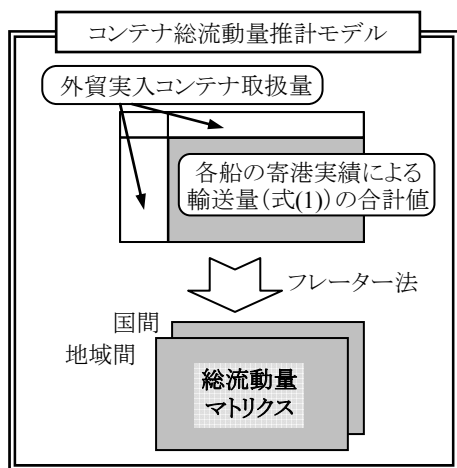 コンテナ総流動量推計モデル
外貿実入コンテナ取扱量
各船の寄港実績による
輸送量(式(1))の合計値
フレーター法
国間
地域間
総流動量
マトリクス